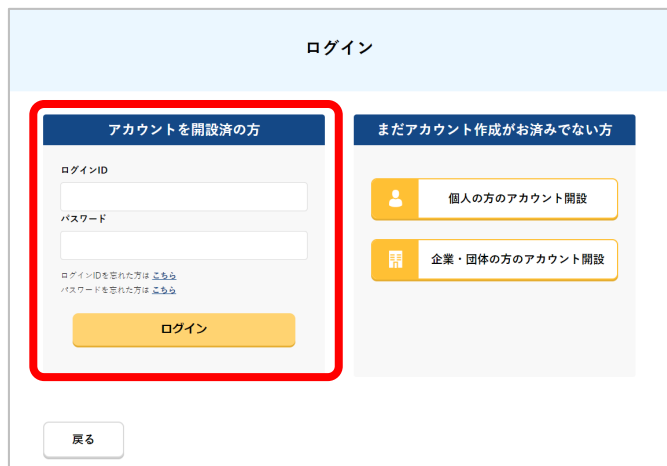 ログイン
アカウントを開設済の方
ログインID
パスワード
ログインIDを忘れた方は こちら
パスワードを忘れた方は こちら
ログイン
まだアカウント作成がお済みでない方
個人の方のアカウント開設
企業・団体の方のアカウント開設
戻る